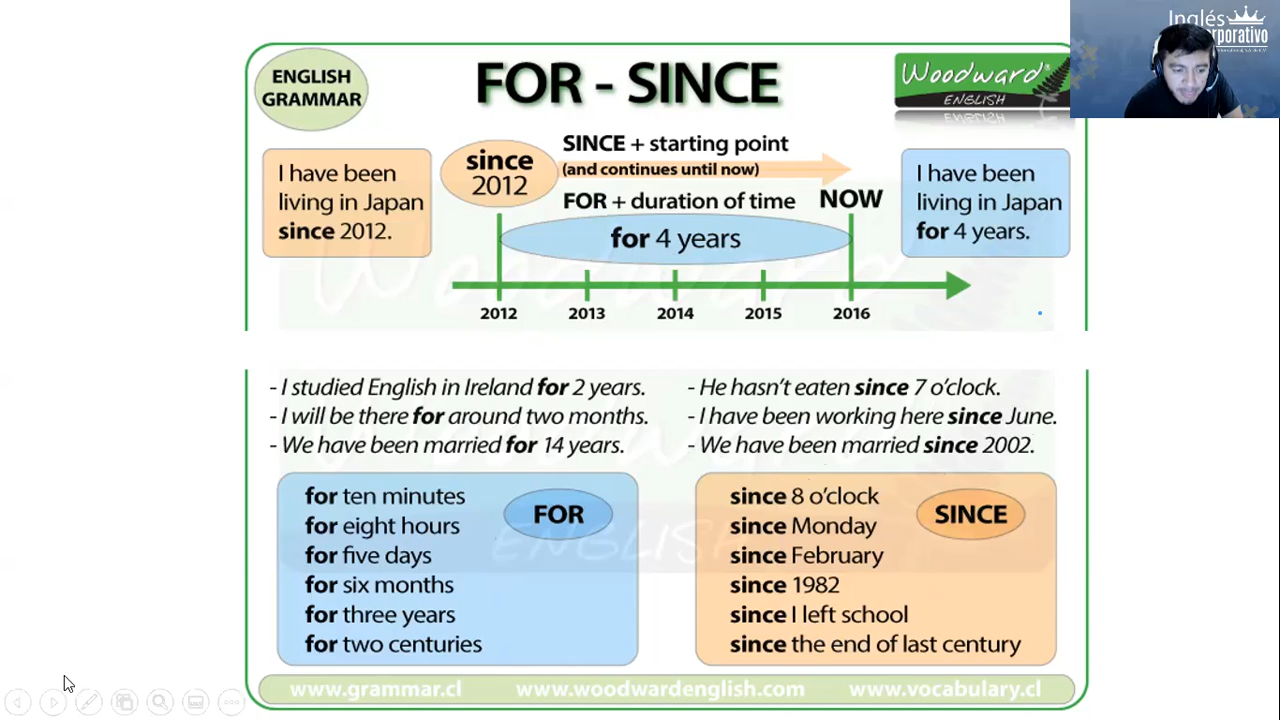 Inglés
orporativo
ENGLISH
GRAMMAR
FOR - SINCE
Woodward®
ENGLISH
I have been
living in Japan
since 2012.
since
2012
SINCE + starting point
(and continues until now)
FOR + duration of time
NOW
for 4 years
I have been
living in Japan
for 4 years.
2012 2013 2014 2015 2016
- I studied English in Ireland for 2 years.
- I will be there for around two months.
- We have been married for 14 years.
- He hasn't eaten since 7 o'clock.
- I have been working here since June.
- We have been married since 2002.
for ten minutes
for eight hours
for five days
for six months
for three years
for two centuries
FOR
since 8 o'clock
since Monday
since February
since 1982
since I left school
since the end of last century
SINCE
www.grammar.cl www.woodwardenglish.com www.vocabulary.cl